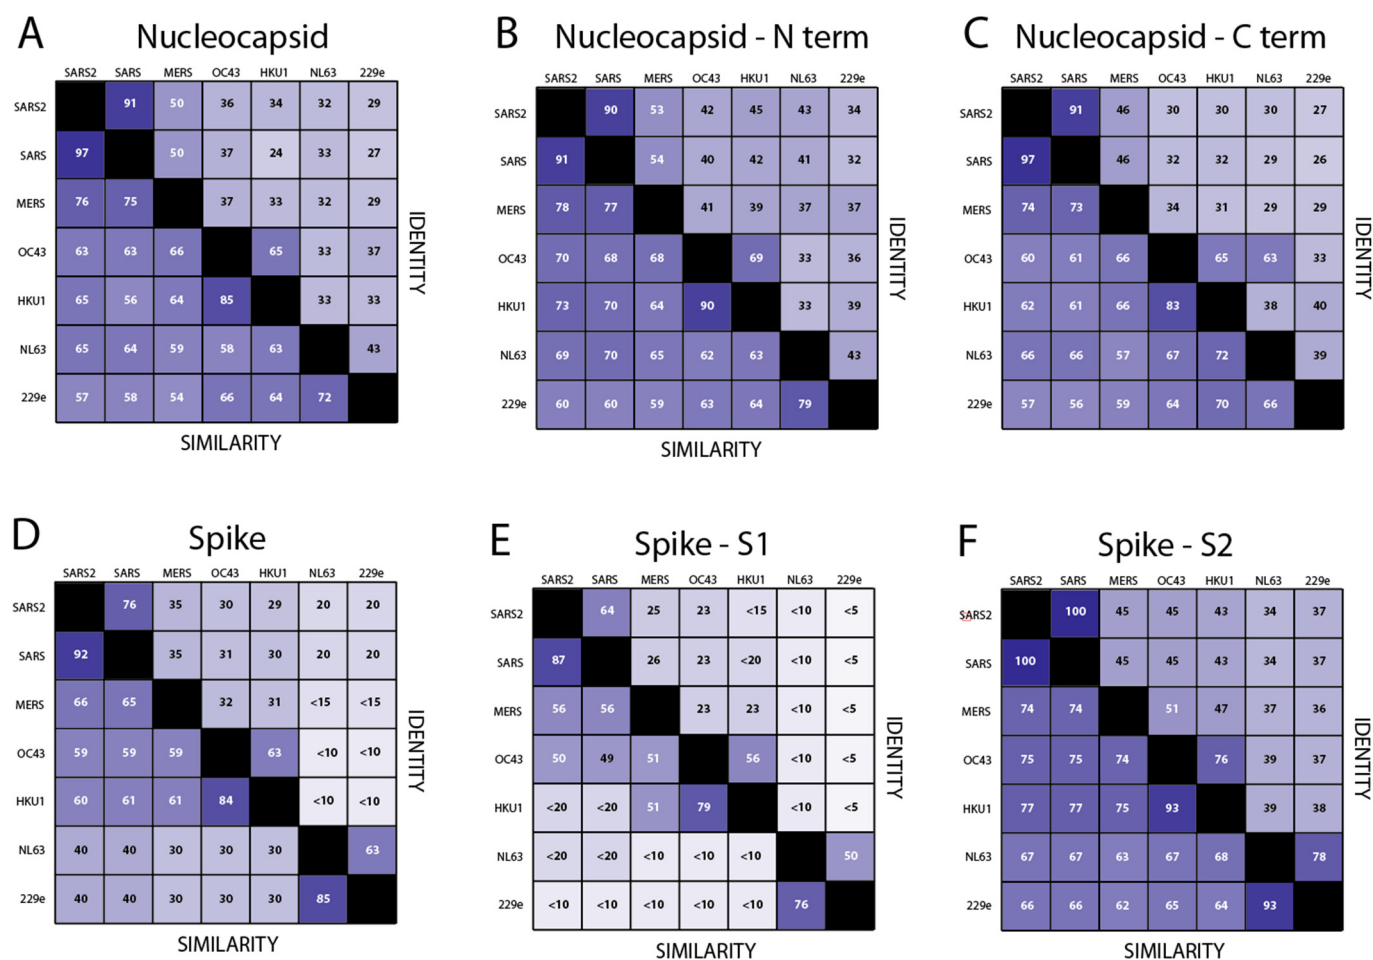 A Nucleocapsid
SARS2 SARS MERS OC43 HKU1 NL63 229e
SARS2 91 50 36 34 32 29
SARS 97 50 37 24 33 27
MERS 76 75 37 33 32 29
OC43 63 63 66 65 33 37
HKU1 65 56 64 85 33 33
NL63 65 64 59 58 63 43
229e 57 58 54 66 64 72
SIMILARITY
IDENTITY
B Nucleocapsid - N term
SARS2 SARS MERS OC43 HKU1 NL63 229e
SARS2 90 53 42 45 43 34
SARS 91 54 40 42 41 32
MERS 78 77 41 39 37 37
OC43 70 68 68 69 33 36
HKU1 73 70 64 90 33 39
NL63 69 70 65 62 63 43
229e 60 60 59 63 64 79
SIMILARITY
IDENTITY
C Nucleocapsid - C term
SARS2 SARS MERS OC43 HKU1 NL63 229e
SARS2 91 46 30 30 30 27
SARS 97 46 32 32 29 26
MERS 74 73 34 31 29 29
OC43 60 61 66 65 63 33
HKU1 62 61 66 83 38 40
NL63 66 66 57 67 72 39
229e 57 56 59 64 70 66
SIMILARITY
IDENTITY
D Spike
SARS2 SARS MERS OC43 HKU1 NL63 229e
SARS2 76 35 30 29 20 20
SARS 92 35 31 30 20 20
MERS 66 65 32 31 <15 <15
OC43 59 59 59 63 <10 <10
HKU1 60 61 61 84 <10 <10
NL63 40 40 30 30 30 63
229e 40 40 30 30 30 85
SIMILARITY
IDENTITY
E Spike - S1
SARS2 SARS MERS OC43 HKU1 NL63 229e
SARS2 64 25 23 <15 <10 <5
SARS 87 26 23 <20 <10 <5
MERS 56 56 23 23 <10 <5
OC43 50 49 51 56 <10 <5
HKU1 <20 <20 51 79 <10 <5
NL63 <20 <20 <10 <10 <10 50
229e <10 <10 <10 <10 <10 76
SIMILARITY
IDENTITY
F Spike - S2
SARS2 SARS MERS OC43 HKU1 NL63 229e
SARS2 100 45 45 43 34 37
SARS 100 45 45 43 34 37
MERS 74 74 51 47 37 36
OC43 75 75 74 76 39 37
HKU1 77 77 75 93 39 38
NL63 67 67 63 67 68 78
229e 66 66 62 65 64 93
SIMILARITY
IDENTITY